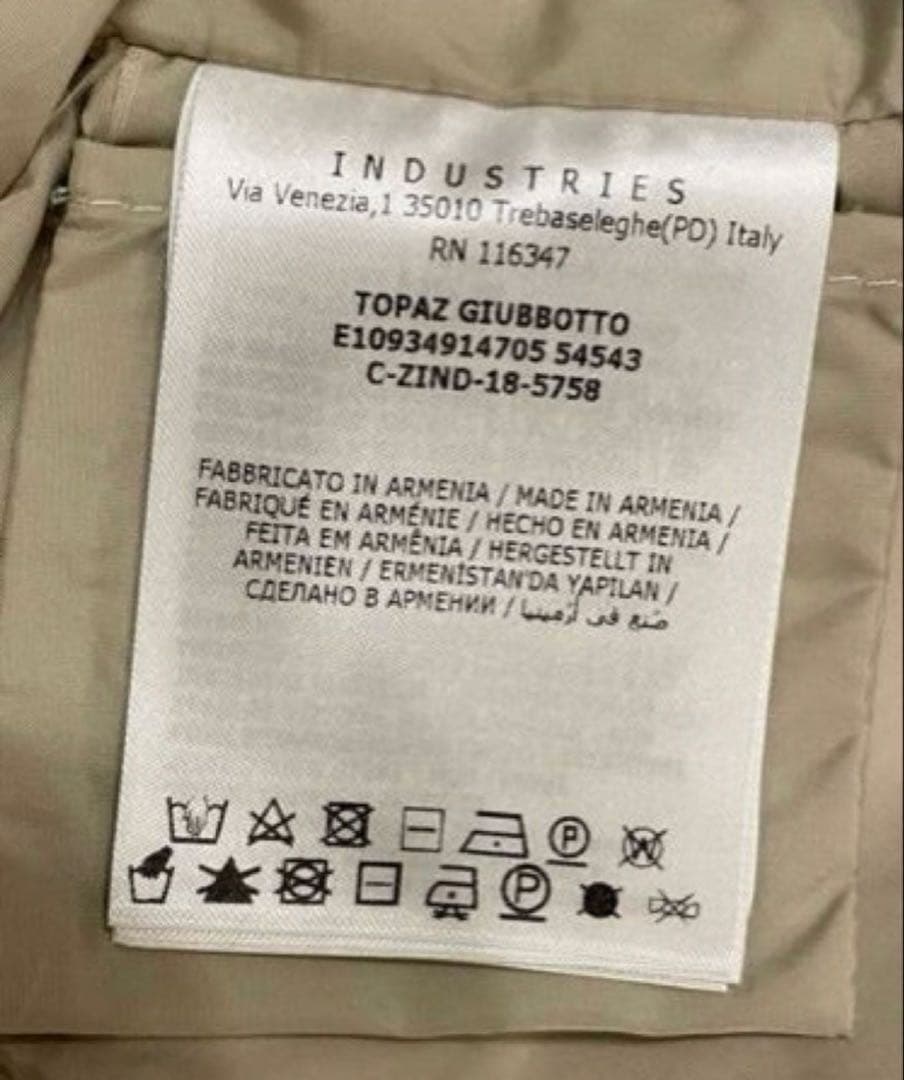 INDUSTRIES
Via Venezia,1 35010 Trebaseleghe(PD) Italy
RN 116347
TOPAZ GIUBBOTTO
E10934914705 54543
C-ZIND-18-5758
FABBRICATO IN ARMENIA / MADE IN ARMENIA /
FABRIQUÉ EN ARMÉNIE / HECHO EN ARMENIA /
FEITA EM ARMÊNIA / HERGESTELLT IN
ARMENIEN / ERMENİSTAN'DA YAPILAN /
СДЕЛАНО В АРМЕНИИ / صنع في أرمينيا
P W
P